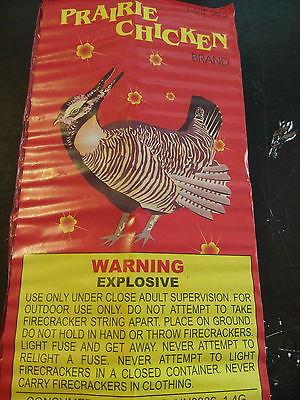 PRAIRIE
CHICKEN
BRAND
WARNING
EXPLOSIVE
USE ONLY UNDER CLOSE ADULT SUPERVISION. FOR
OUTDOOR USE ONLY. DO NOT ATTEMPT TO TAKE
FIRECRACKER STRING APART. PLACE ON GROUND.
DO NOT HOLD IN HAND OR THROW FIRECRACKERS.
LIGHT FUSE AND GET AWAY. NEVER ATTEMPT TO
RELIGHT A FUSE. NEVER ATTEMPT TO LIGHT
FIRECRACKERS IN A CLOSED CONTAINER. NEVER
CARRY FIRECRACKERS IN CLOTHING.
1.4G